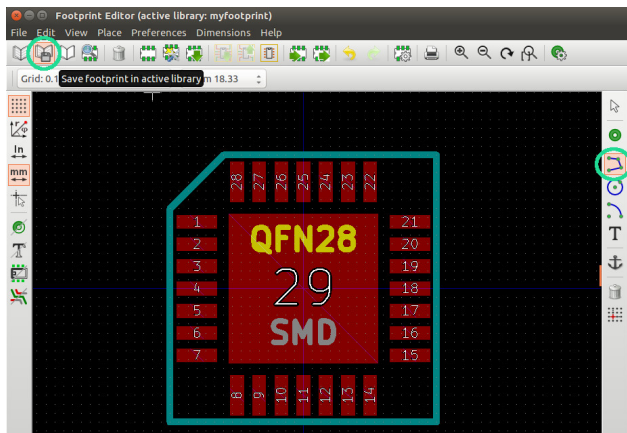 Footprint Editor (active library: myfootprint)
File Edit View Place Preferences Dimensions Help
Grid: 0.1 Save footprint in active library m 18.33
In
mm
T
T
28 27 26 25 24 23 22
1 21
2 QFN28 20
3 19
4 29 18
5 17
6 SMD 16
7 15
8 9 10 11 12 13 14